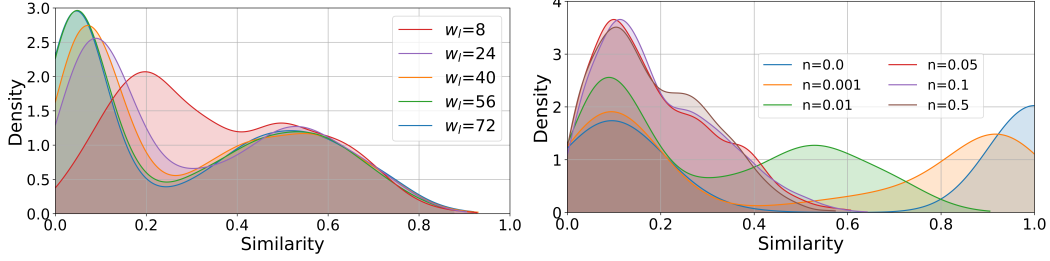 3.0
2.5
2.0
1.5
1.0
0.5
0.0
Density
0.0 0.2 0.4 0.6 0.8 1.0
Similarity
w_l=8
w_l=24
w_l=40
w_l=56
w_l=72
4
3
2
1
0
Density
0.0 0.2 0.4 0.6 0.8 1.0
Similarity
n=0.0 n=0.05
n=0.001 n=0.1
n=0.01 n=0.5